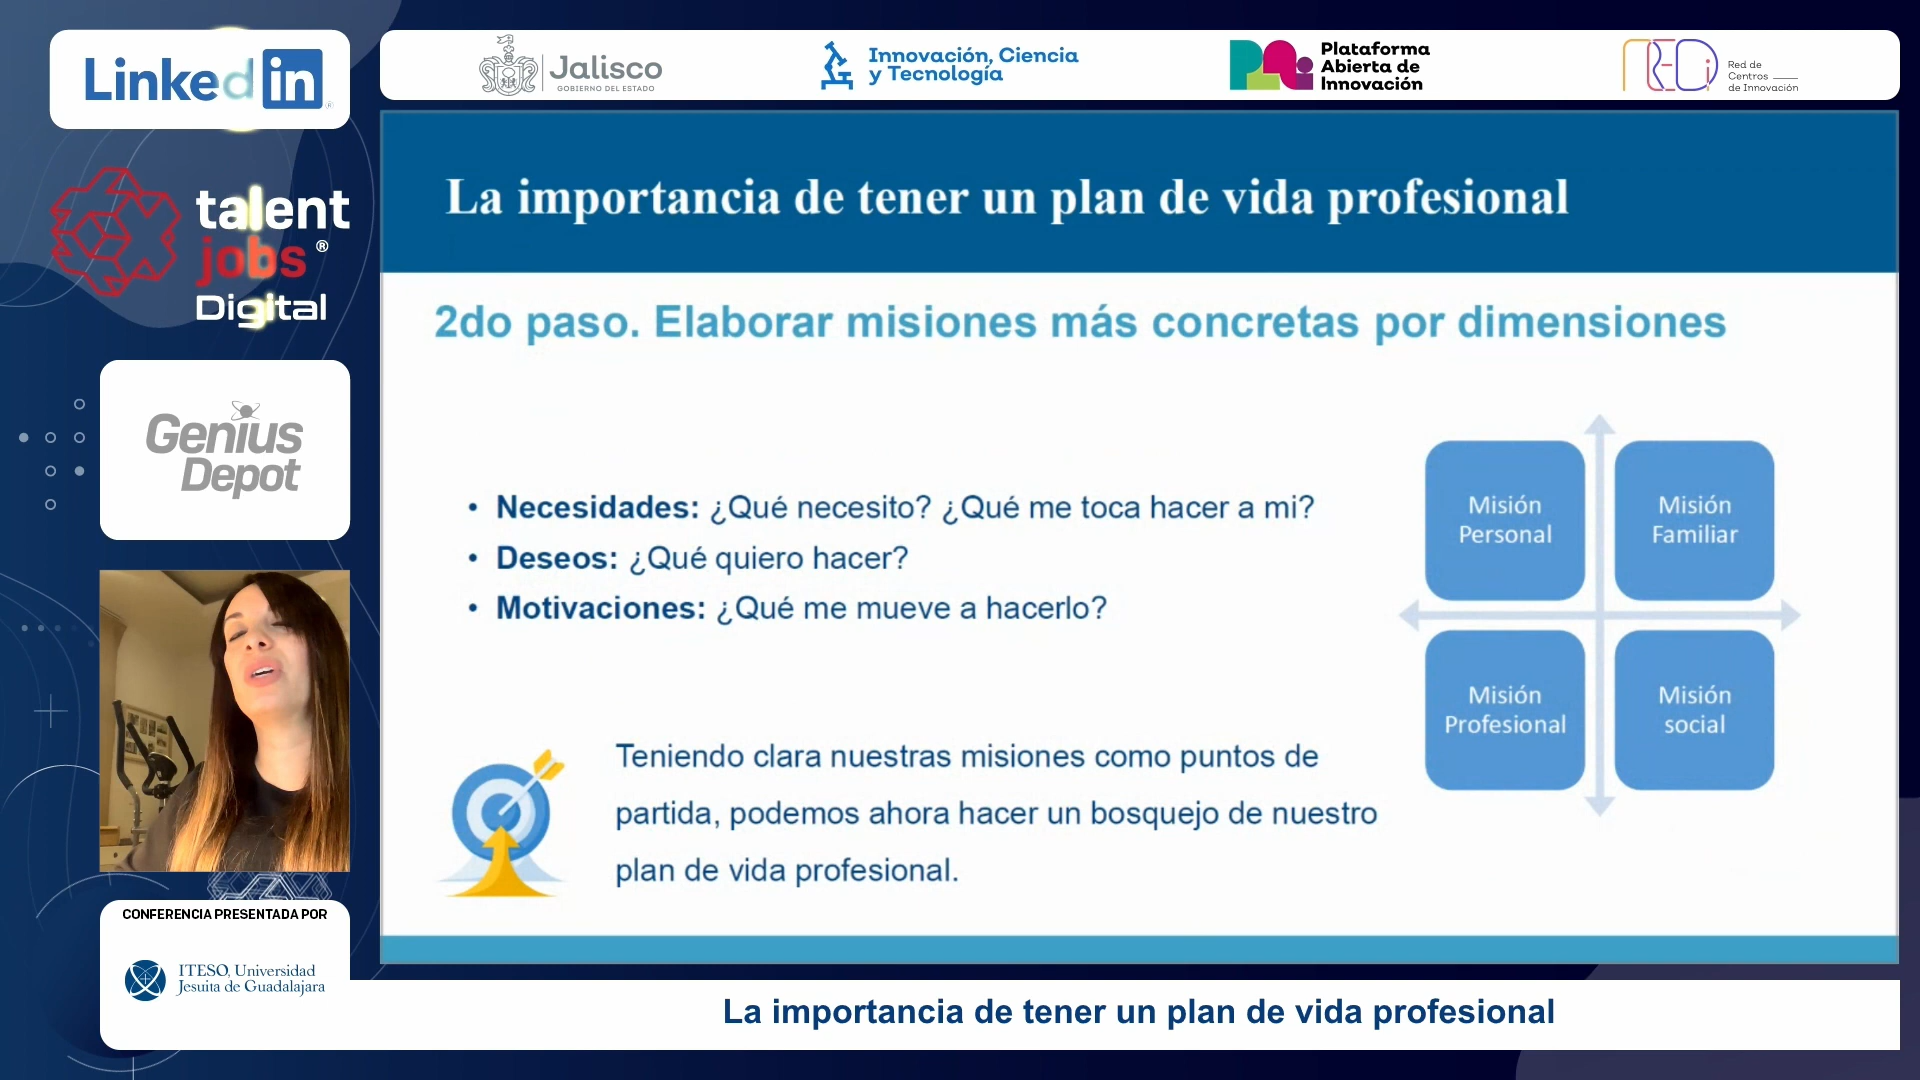 Linkedin
Jalisco
GOBIERNO DEL ESTADO
Innovación, Ciencia
y Tecnología
Plataforma
Abierta de
Innovación
REDi
Red de
Centros
de Innovación
talent
jobs ®
Digital
Genius
Depot
La importancia de tener un plan de vida profesional
2do paso. Elaborar misiones más concretas por dimensiones
• Necesidades: ¿Qué necesito? ¿Qué me toca hacer a mi?
• Deseos: ¿Qué quiero hacer?
• Motivaciones: ¿Qué me mueve a hacerlo?
Misión
Personal
Misión
Familiar
Misión
Profesional
Misión
social
Teniendo clara nuestras misiones como puntos de
partida, podemos ahora hacer un bosquejo de nuestro
plan de vida profesional.
CONFERENCIA PRESENTADA POR
ITESO, Universidad
Jesuita de Guadalajara
La importancia de tener un plan de vida profesional